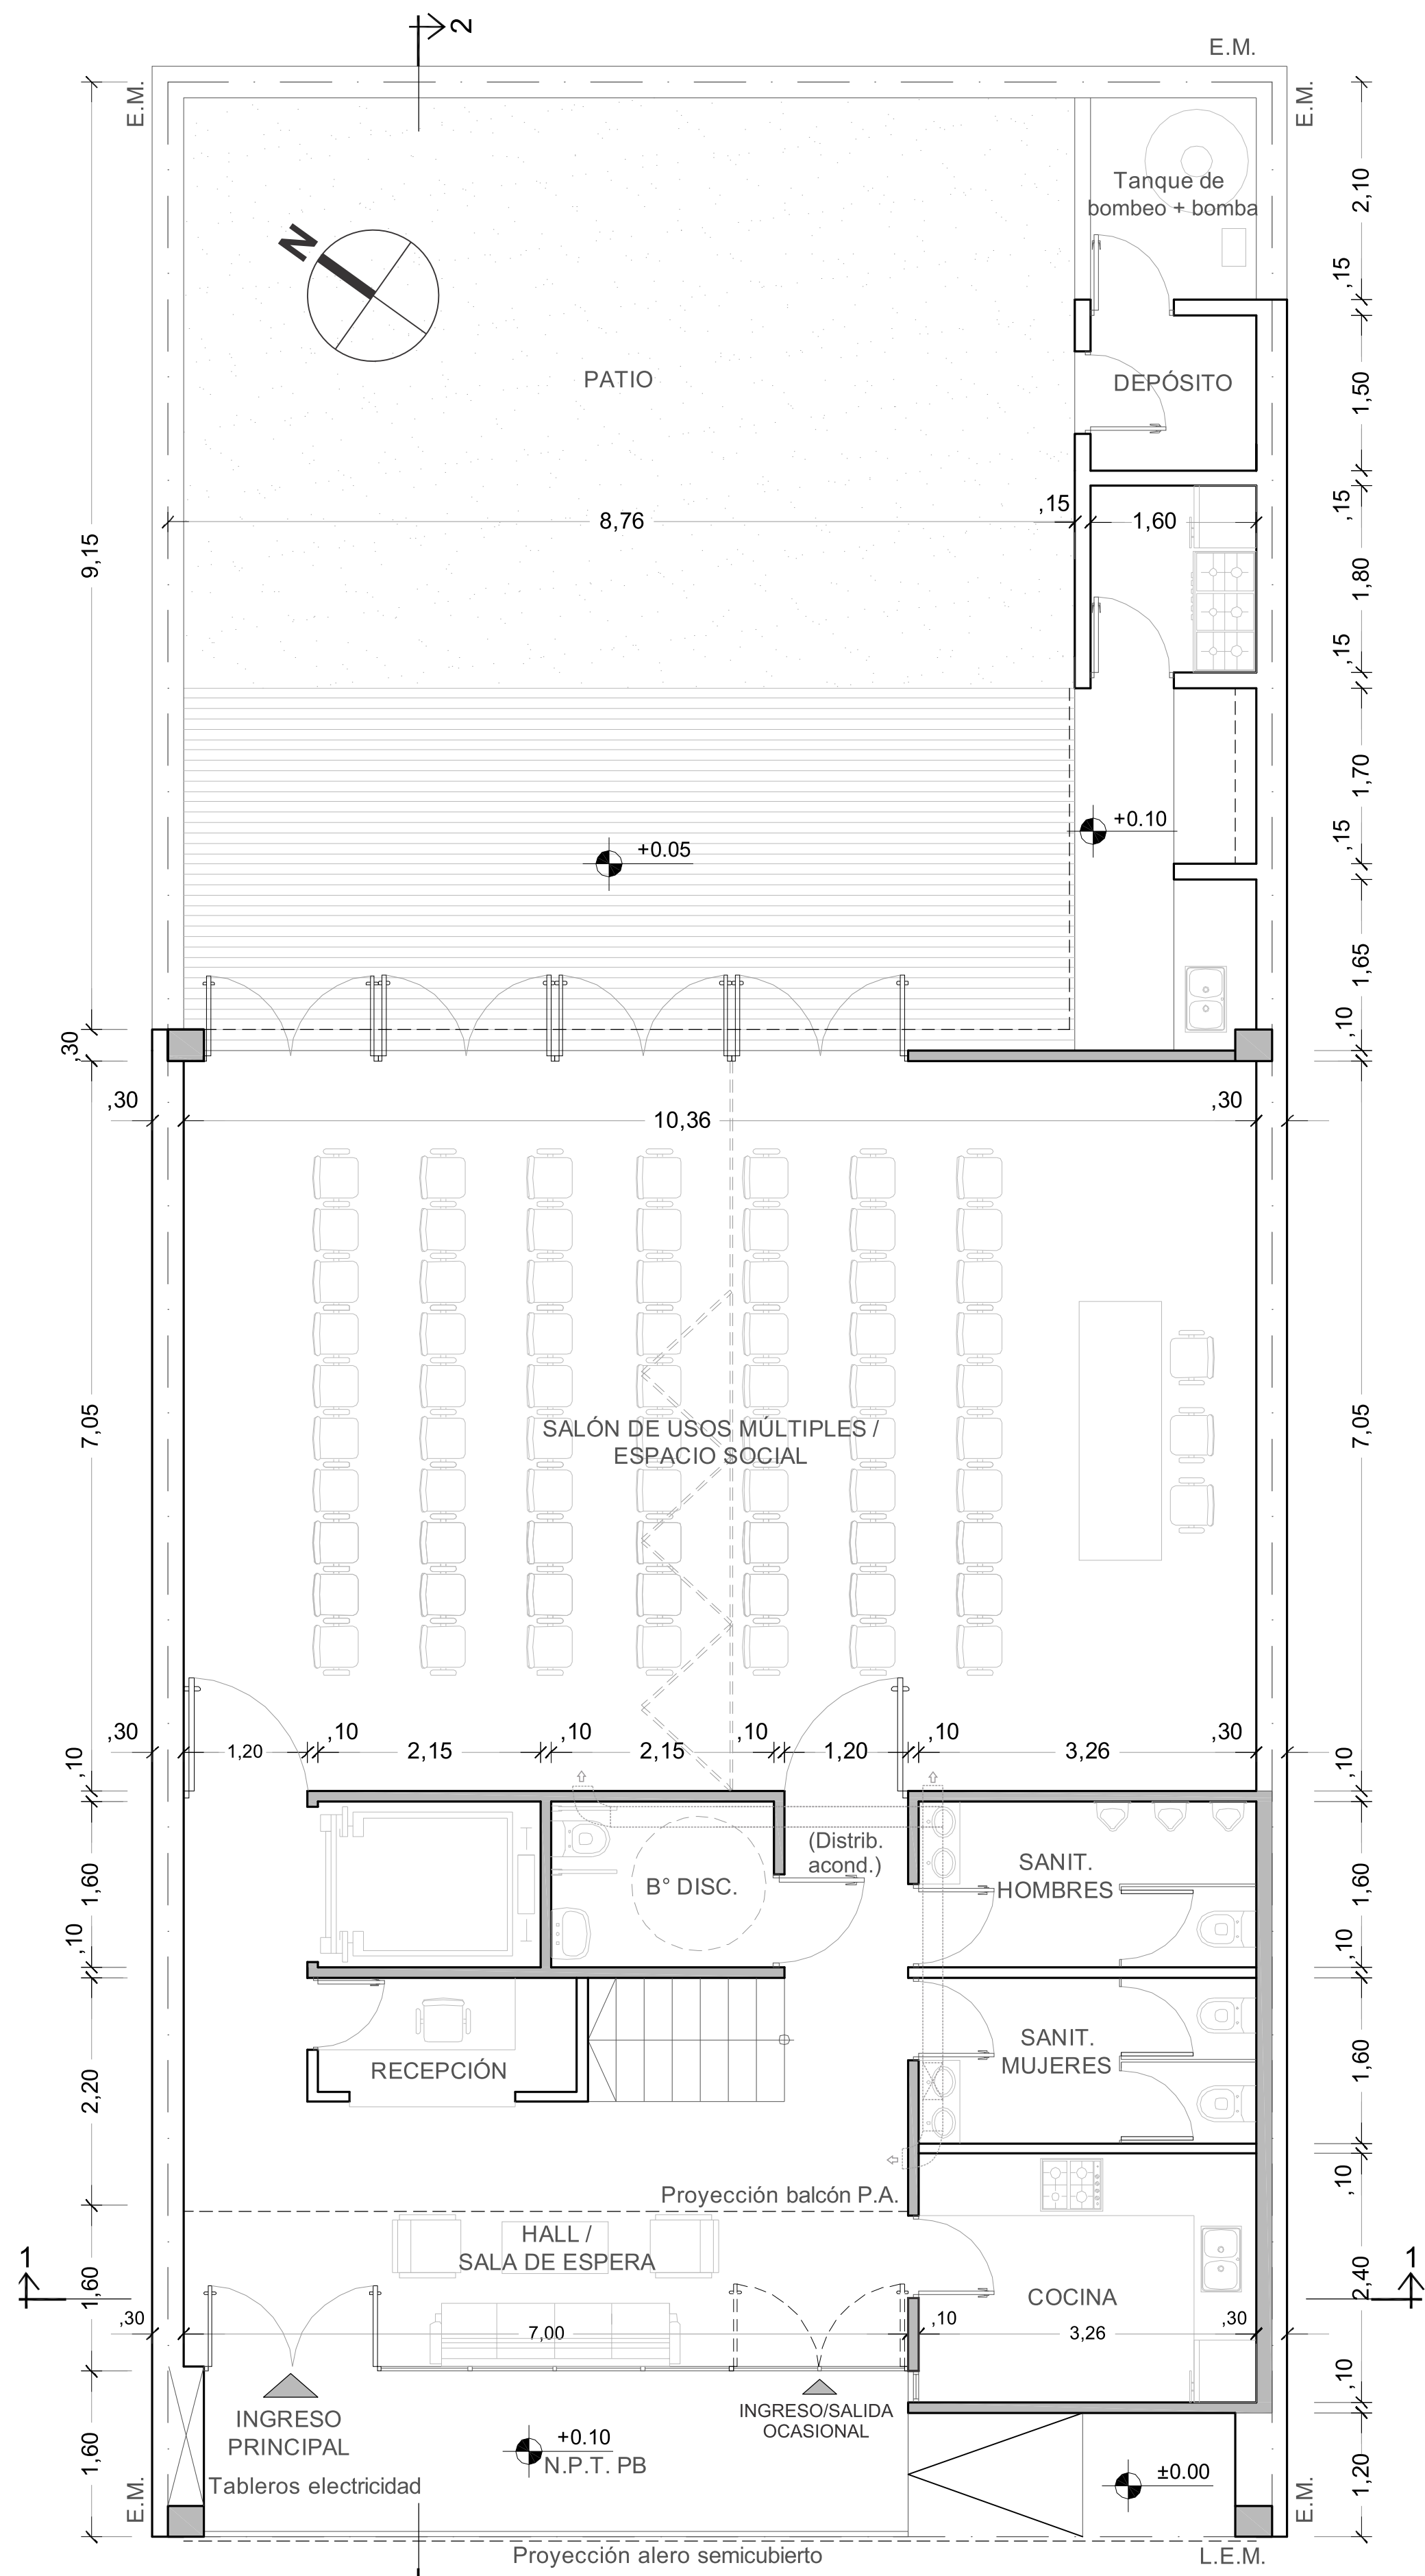 2
E.M.
E.M.
E.M.
N
Tanque de
bombeo + bomba
2,10
,15
PATIO
DEPÓSITO
1,50
9,15
8,76
,15
1,60
,15
1,80
,15
1,70
+0.10
+0.05
,15
1,65
,10
,30
,30
10,36
,30
7,05
SALÓN DE USOS MÚLTIPLES /
ESPACIO SOCIAL
7,05
,30
1,20
,10
2,15
,10
2,15
,10
1,20
,10
3,26
,30
,10
,10
(Distrib.
acond.)
B° DISC.
SANIT.
HOMBRES
1,60
1,60
,10
,10
RECEPCIÓN
SANIT.
MUJERES
2,20
1,60
,10
Proyección balcón P.A.
HALL /
SALA DE ESPERA
COCINA
1
1
1,60
2,40
,30
7,00
,10
3,26
,30
,10
INGRESO
PRINCIPAL
INGRESO/SALIDA
OCASIONAL
+0.10
N.P.T. PB
1,60
±0.00
1,20
Tableros electricidad
E.M.
E.M.
Proyección alero semicubierto
L.E.M.